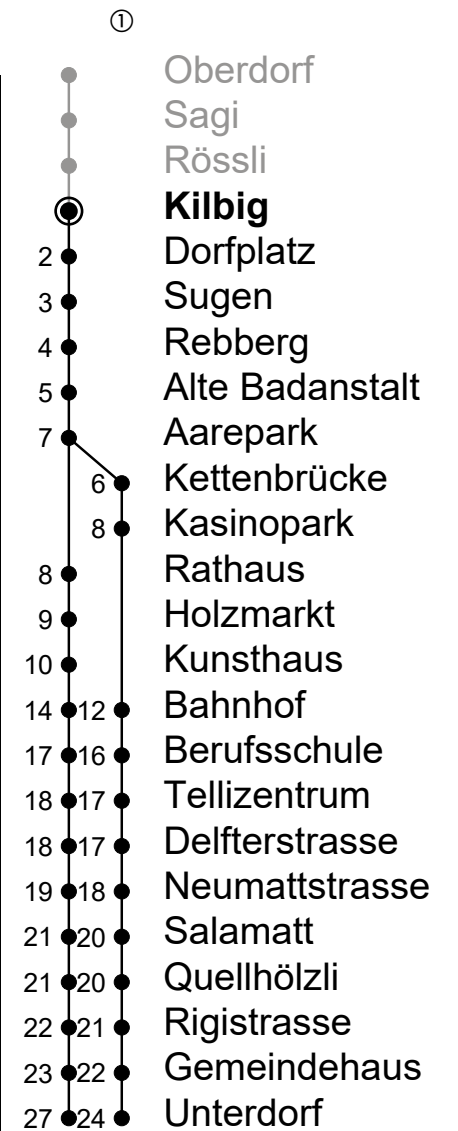 ①
Oberdorf
Sagi
Rössli
Kilbig
2 Dorfplatz
3 Sugen
4 Rebberg
5 Alte Badanstalt
7 Aarepark
6 Kettenbrücke
8 Kasinopark
8 Rathaus
9 Holzmarkt
10 Kunsthaus
14 12 Bahnhof
17 16 Berufsschule
18 17 Tellizentrum
18 17 Delfterstrasse
19 18 Neumattstrasse
21 20 Salamatt
21 20 Quellhölzli
22 21 Rigistrasse
23 22 Gemeindehaus
27 24 Unterdorf